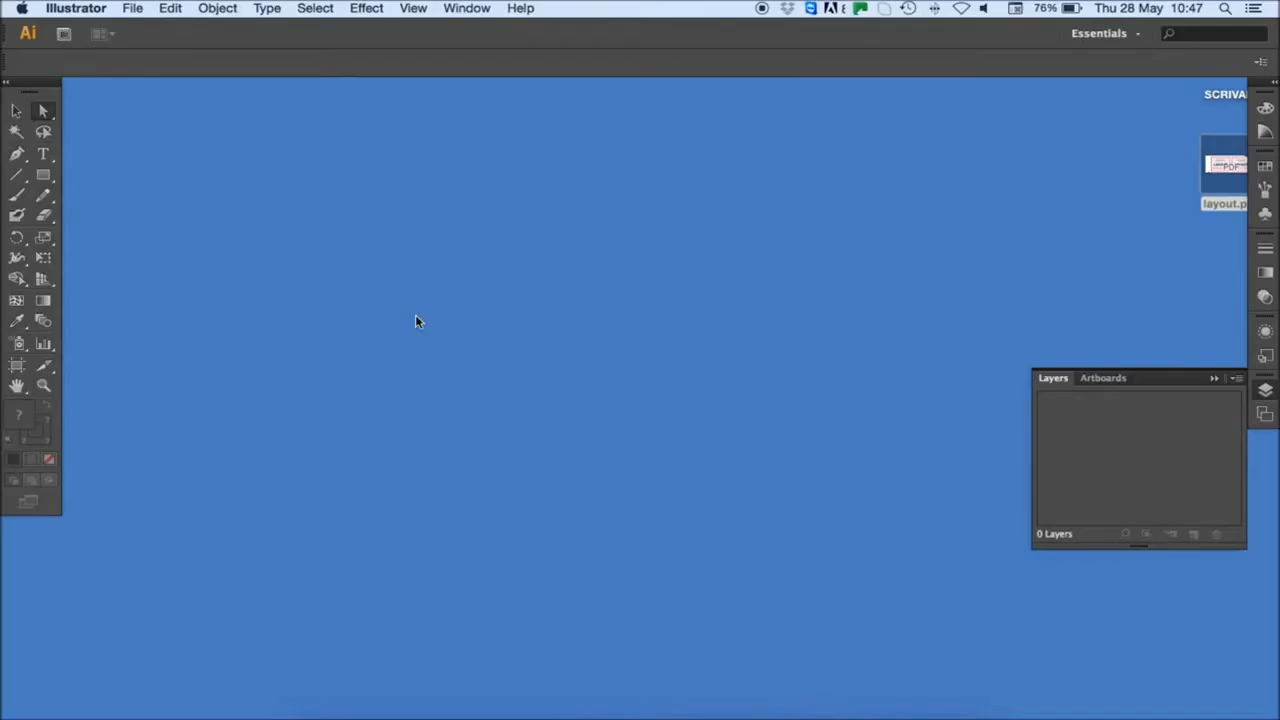 Illustrator File Edit Object Type Select Effect View Window Help 76% Thu 28 May 10:47
Ai Essentials
SCRIVA
PDF
layout.p
Layers Artboards
0 Layers